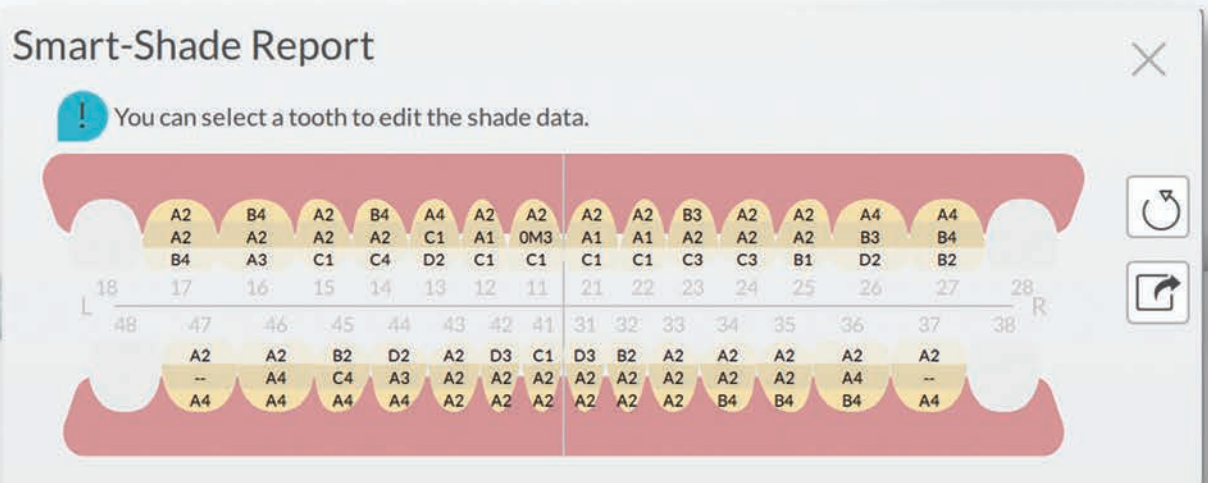 Smart-Shade Report
! You can select a tooth to edit the shade data.
A2 B4 A2 B4 A4 A2 A2 A2 A2 B3 A2 A2 A4 A4
A2 A2 A2 A2 C1 A1 0M3 A1 A1 A2 A2 A2 B3 B4
B4 A3 C1 C4 D2 C1 C1 C1 C1 C3 C3 B1 D2 B2
18 17 16 15 14 13 12 11 21 22 23 24 25 26 27 28
L R
48 47 46 45 44 43 42 41 31 32 33 34 35 36 37 38
A2 A2 B2 D2 A2 D3 C1 D3 B2 A2 A2 A2 A2 A2
-- A4 C4 A3 A2 A2 A2 A2 A2 A2 A2 A2 A4 --
A4 A4 A4 A4 A2 A2 A2 A2 A2 A2 B4 B4 B4 A4